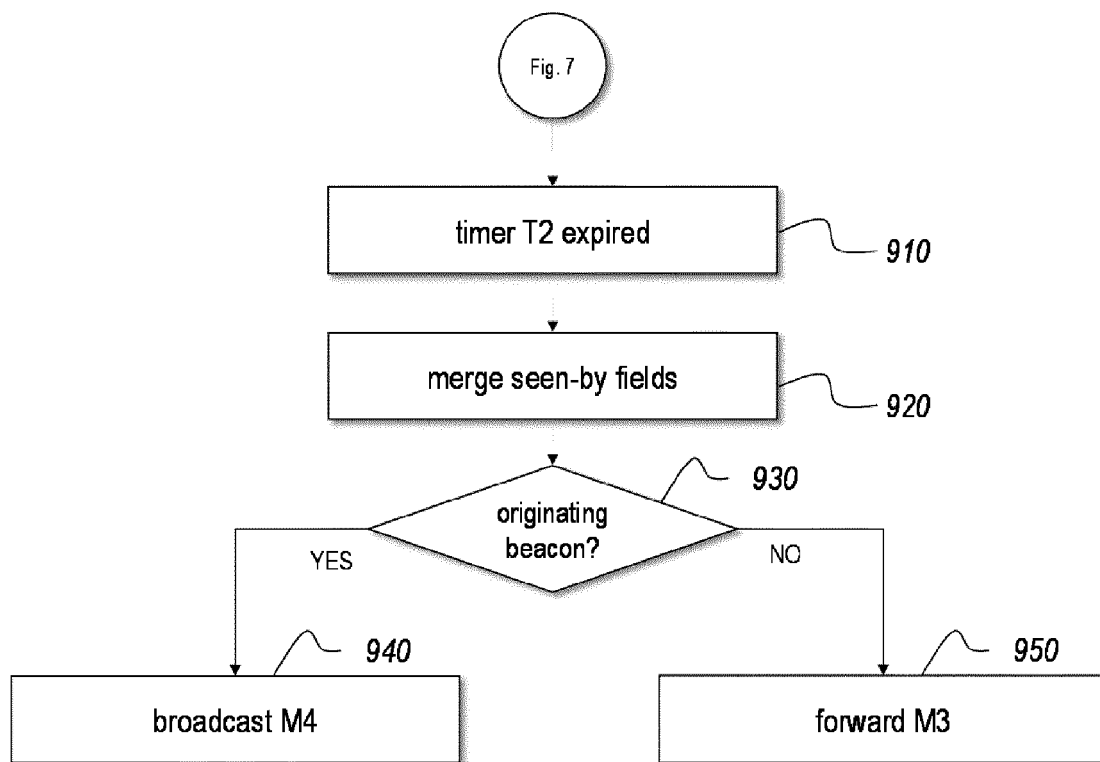 Fig. 7
timer T2 expired
910
merge seen-by fields
920
930
originating
beacon?
YES
NO
940
950
broadcast M4
forward M3